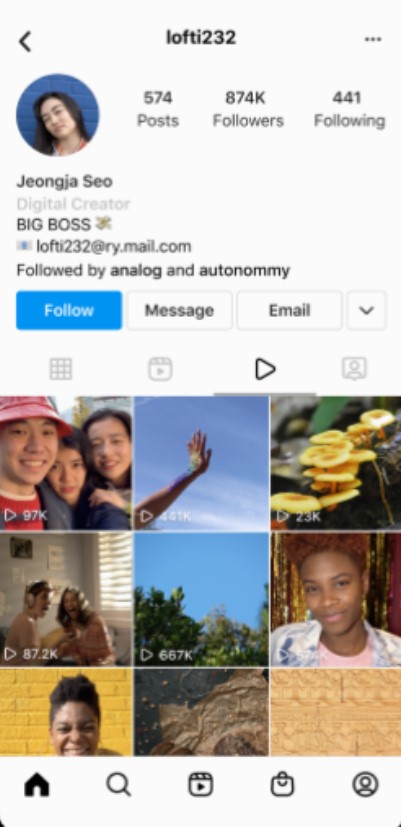 lofti232
574 874K 441
Posts Followers Following
Jeongja Seo
Digital Creator
BIG BOSS
lofti232@ry.mail.com
Followed by analog and autonommy
Follow Message Email
97K 441K 23K
87.2K 667K